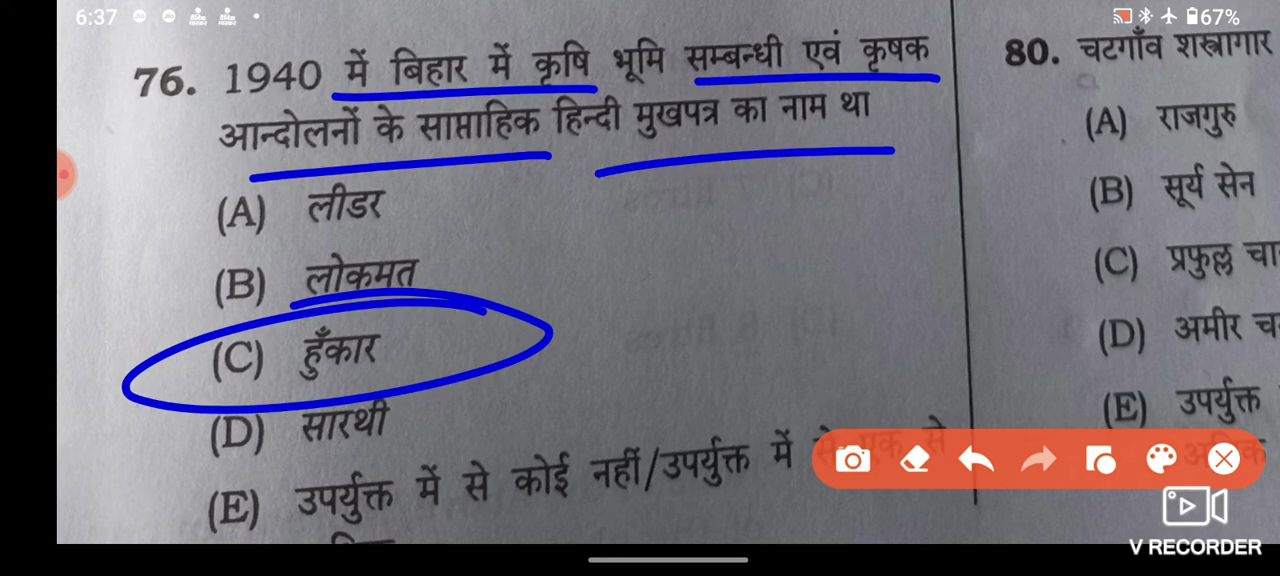 6:37
67%
76. 1940 में बिहार में कृषि भूमि सम्बन्धी एवं कृषक
आन्दोलनों के साप्ताहिक हिन्दी मुखपत्र का नाम था
(A) लीडर
(B) लोकमत
(C) हुँकार
(D) सारथी
(E) उपर्युक्त में से कोई नहीं/उपर्युक्त में से एक से
80. चटगाँव शस्त्रागार
(A) राजगुरु
(B) सूर्य सेन
(C) प्रफुल्ल चा
(D) अमीर च
(E) उपर्युक्त
V RECORDER